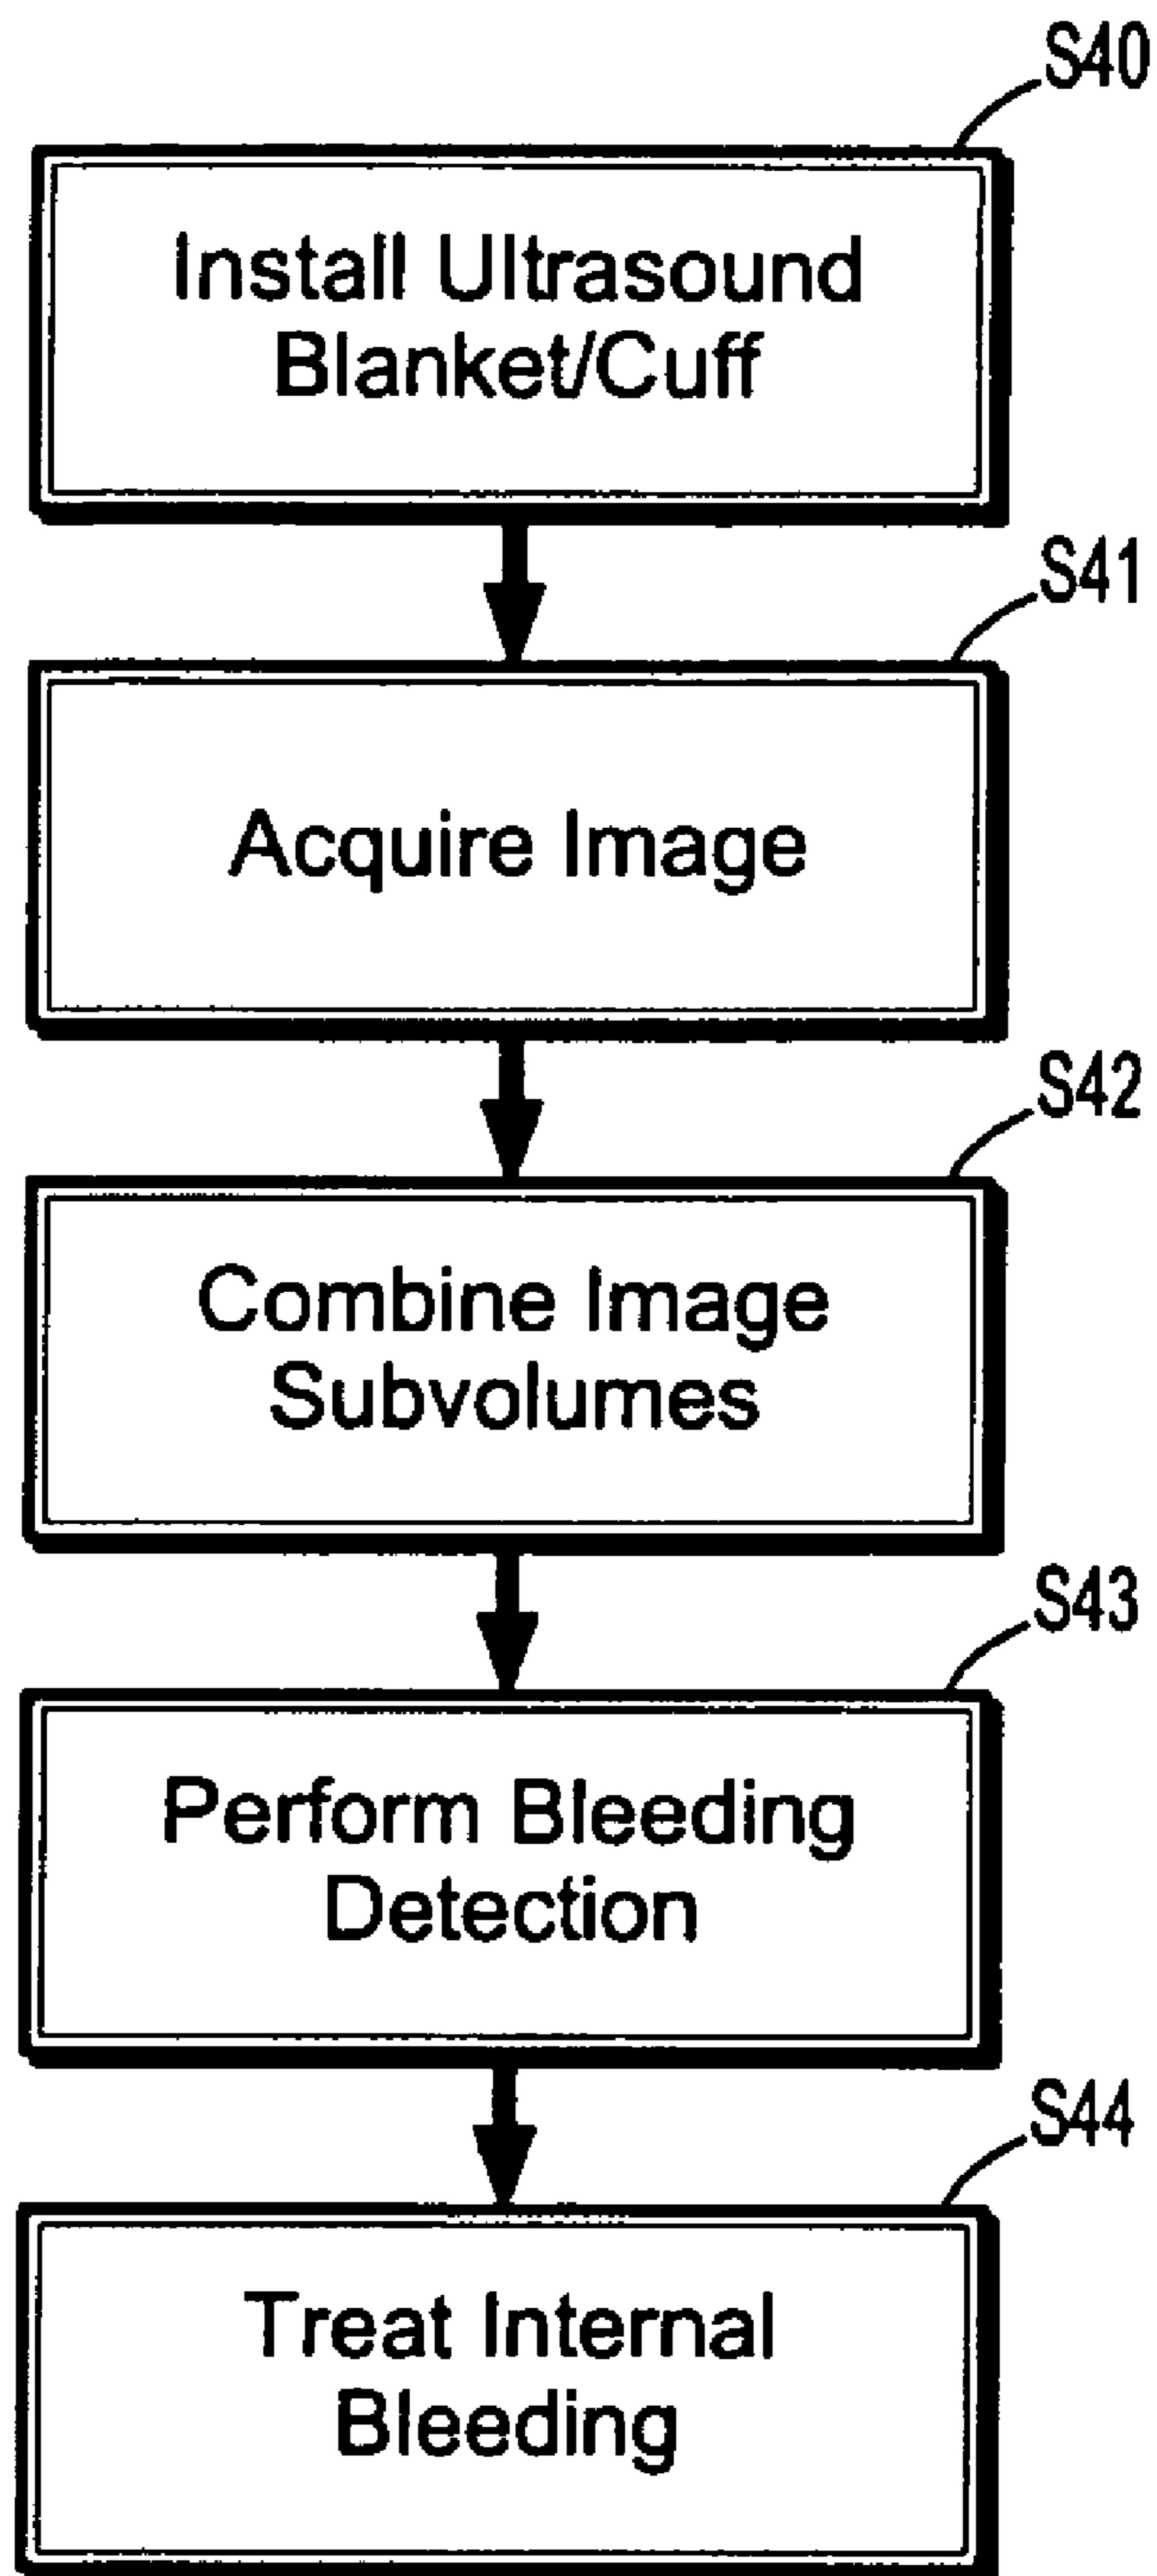 S40
Install Ultrasound
Blanket/Cuff
S41
Acquire Image
S42
Combine Image
Subvolumes
S43
Perform Bleeding
Detection
S44
Treat Internal
Bleeding